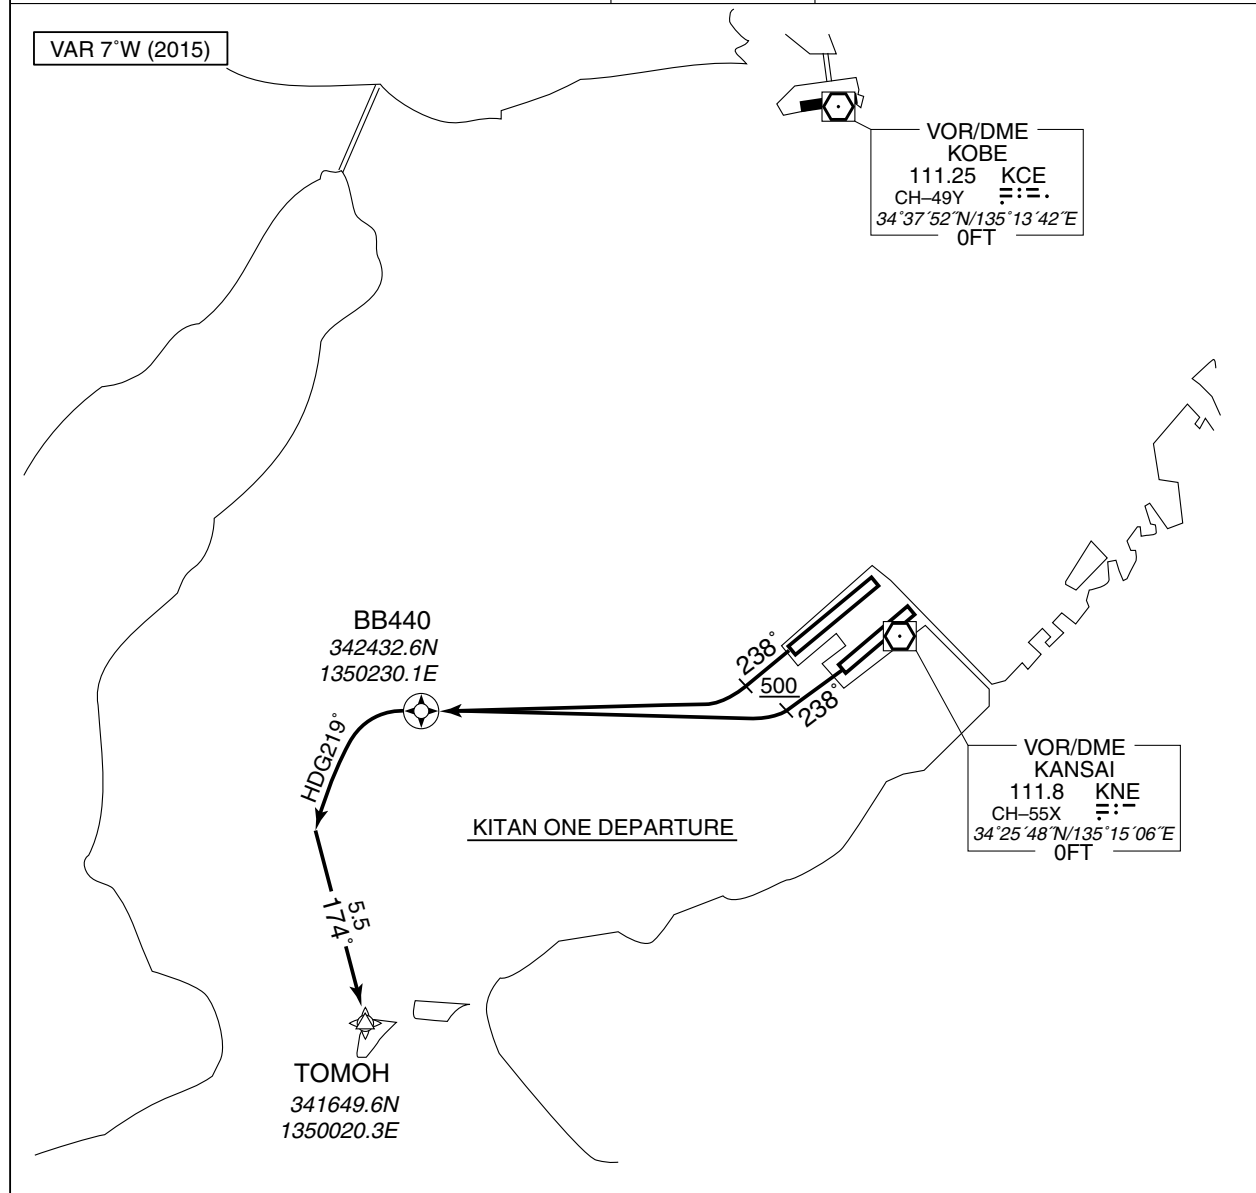 VAR 7˚W (2015)
VOR/DME
KOBE
111.25 KCE
CH–49Y
34˚37´52˝N/135˚13´42˝E
0FT
BB440
342432.6N
1350230.1E
238˚
500
238˚
HDG219˚
VOR/DME
KANSAI
111.8 KNE
CH–55X
34˚25´48˝N/135˚15´06˝E
0FT
KITAN ONE DEPARTURE
5.5
174˚
TOMOH
341649.6N
1350020.3E